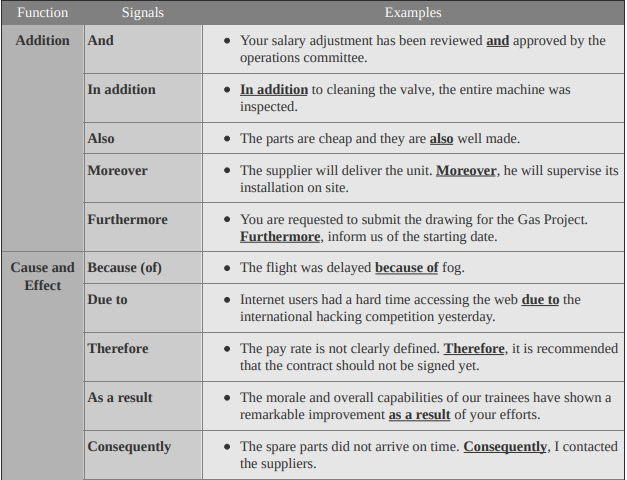 Function Signals Examples
Addition And • Your salary adjustment has been reviewed and approved by the
operations committee.
In addition • In addition to cleaning the valve, the entire machine was
inspected.
Also • The parts are cheap and they are also well made.
Moreover • The supplier will deliver the unit. Moreover, he will supervise its
installation on site.
Furthermore • You are requested to submit the drawing for the Gas Project.
Furthermore, inform us of the starting date.
Cause and Because (of) • The flight was delayed because of fog.
Effect
Due to • Internet users had a hard time accessing the web due to the
international hacking competition yesterday.
Therefore • The pay rate is not clearly defined. Therefore, it is recommended
that the contract should not be signed yet.
As a result • The morale and overall capabilities of our trainees have shown a
remarkable improvement as a result of your efforts.
Consequently • The spare parts did not arrive on time. Consequently, I contacted
the suppliers.